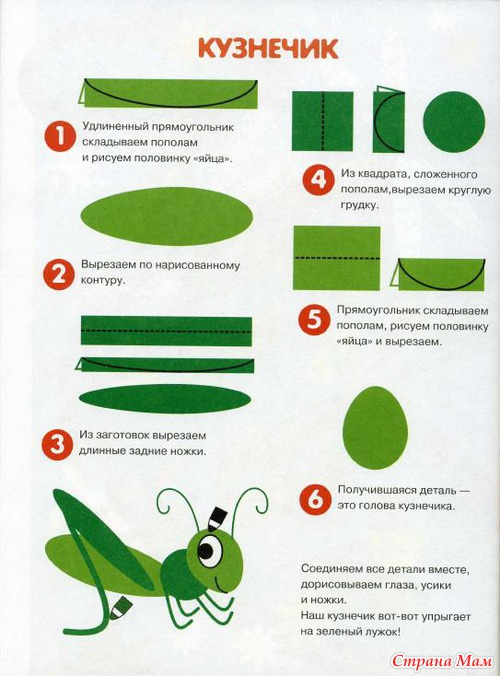 КУЗНЕЧИК
1
Удлиненный прямоугольник
складываем пополам
и рисуем половинку «яйца».
2
Вырезаем по нарисованному
контуру.
3
Из заготовок вырезаем
длинные задние ножки.
4
Из квадрата, сложенного
пополам,вырезаем круглую
грудку.
5
Прямоугольник складываем
пополам, рисуем половинку
«яйца» и вырезаем.
6
Получившаяся деталь —
это голова кузнечика.
Соединяем все детали вместе,
дорисовываем глаза, усики
и ножки.
Наш кузнечик вот-вот упрыгает
на зеленый лужок!
Страна Мам